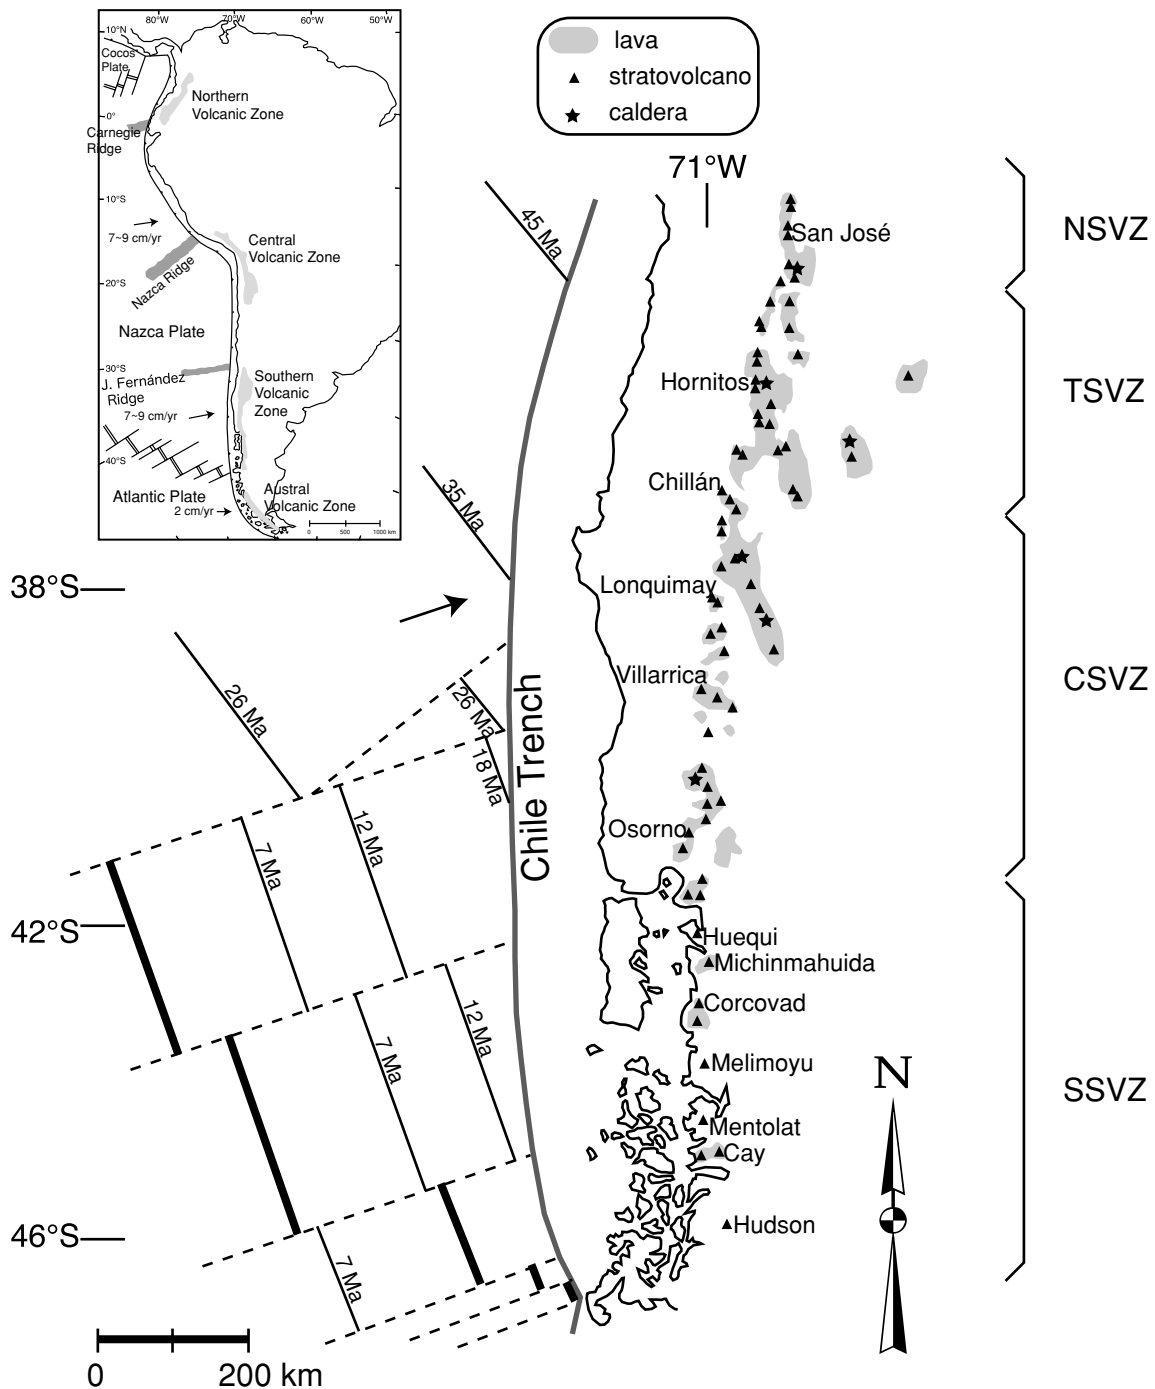 80°W
70°W
60°W
50°W
10°N
Cocos
Plate
Northern
Volcanic Zone
0°
Carnegie
Ridge
10°S
7~9 cm/yr
Central
Volcanic Zone
Nazca Ridge
20°S
Nazca Plate
30°S
J. Fernández
Ridge
Southern
Volcanic
Zone
7~9 cm/yr
40°S
Atlantic Plate
Austral
Volcanic Zone
2 cm/yr
0
500
1000 km
lava
stratovolcano
caldera
71°W
45 Ma
San José
NSVZ
Hornitos
TSVZ
Chillán
35 Ma
38°S
Lonquimay
Villarrica
CSVZ
26 Ma
26 Ma
18 Ma
Chile Trench
12 Ma
7 Ma
Osorno
42°S
Huequi
Michinmahuida
Corcovad
12 Ma
7 Ma
Melimoyu
N
SSVZ
Mentolat
Cay
46°S
Hudson
7 Ma
0
200 km